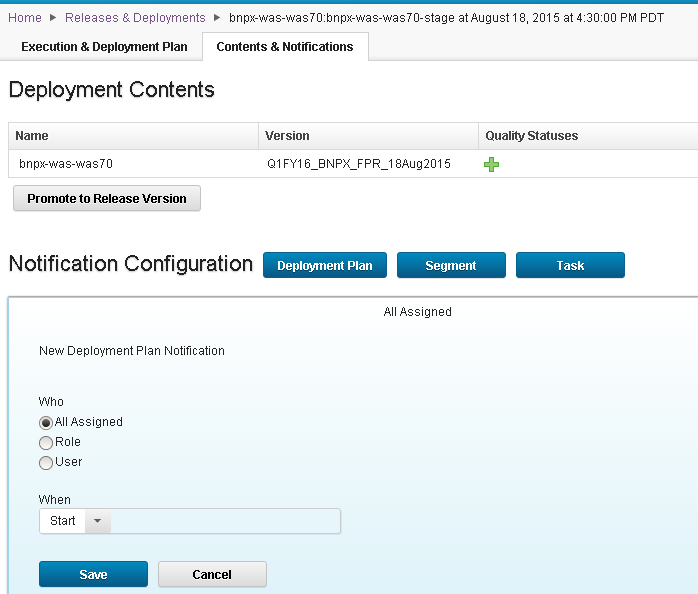 Home ▶ Releases & Deployments ▶ bnpx-was-was70:bnpx-was-was70-stage at August 18, 2015 at 4:30:00 PM PDT
Execution & Deployment Plan Contents & Notifications
Deployment Contents
Name Version Quality Statuses
bnpx-was-was70 Q1FY16_BNPX_FPR_18Aug2015
Promote to Release Version
Notification Configuration Deployment Plan Segment Task
All Assigned
New Deployment Plan Notification
Who
All Assigned
Role
User
When
Start
Save Cancel